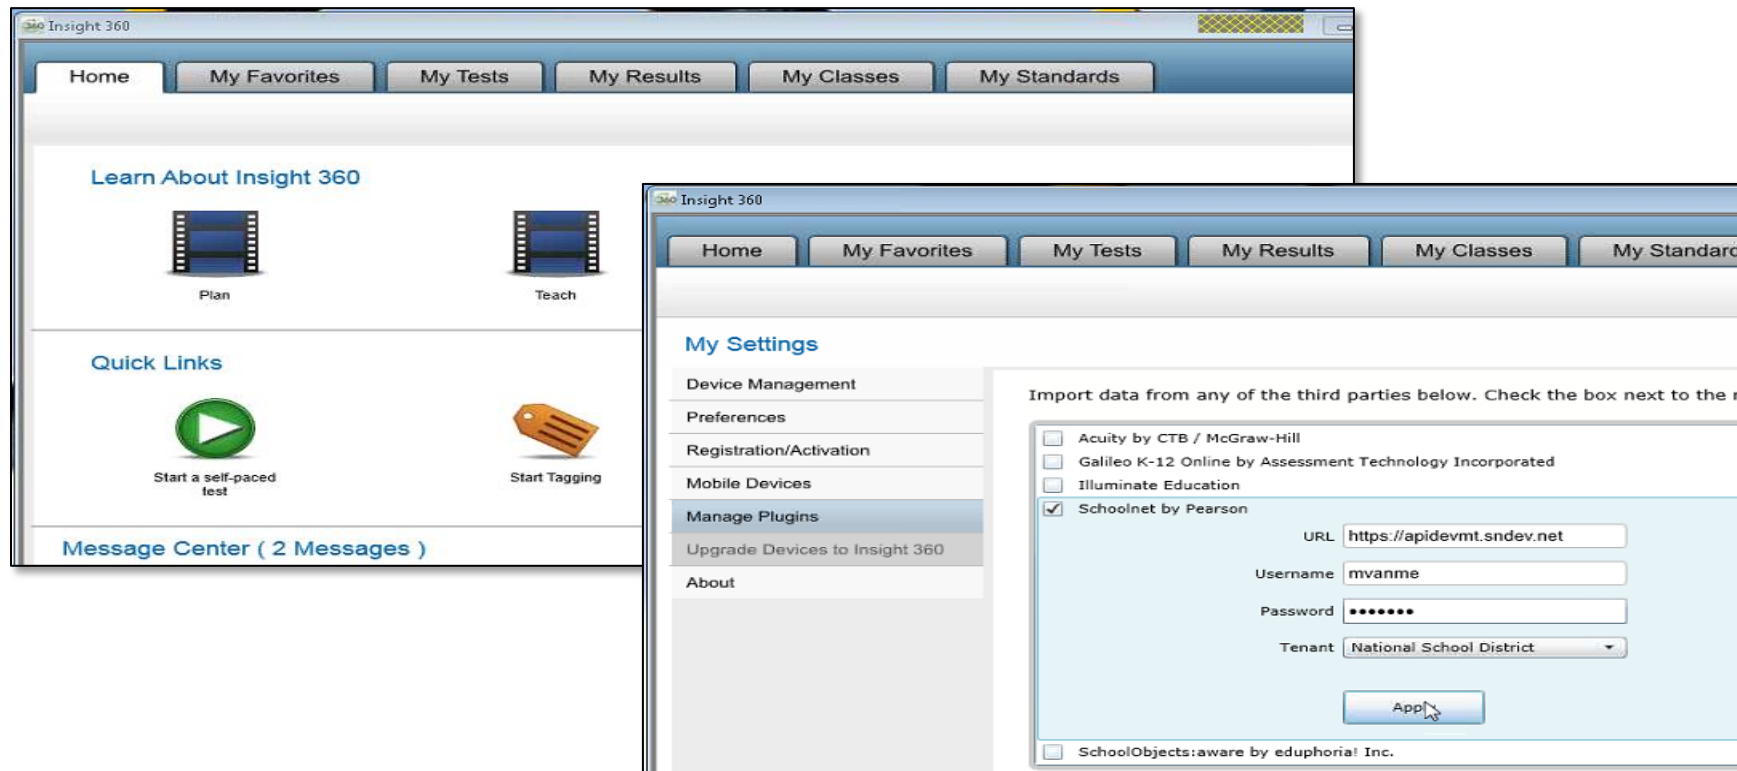 Insight 360
Home My Favorites My Tests My Results My Classes My Standards
Learn About Insight 360
Plan Teach
Quick Links
Start a self-paced
test
Start Tagging
Message Center ( 2 Messages )
Insight 360
Home My Favorites My Tests My Results My Classes
My Settings
Device Management
Preferences
Registration/Activation
Mobile Devices
Manage Plugins
Upgrade Devices to Insight 360
About
Import data from any of the third parties below. Check the box next to the
Acuity by CTB / McGraw-Hill
Galileo K-12 Online by Assessment Technology Incorporated
Illuminate Education
Schoolnet by Pearson
URL https://apidevmt.sndev.net
Username mvanme
Password •••••••
Tenant National School District
SchoolObjects:aware by eduphoria! Inc.